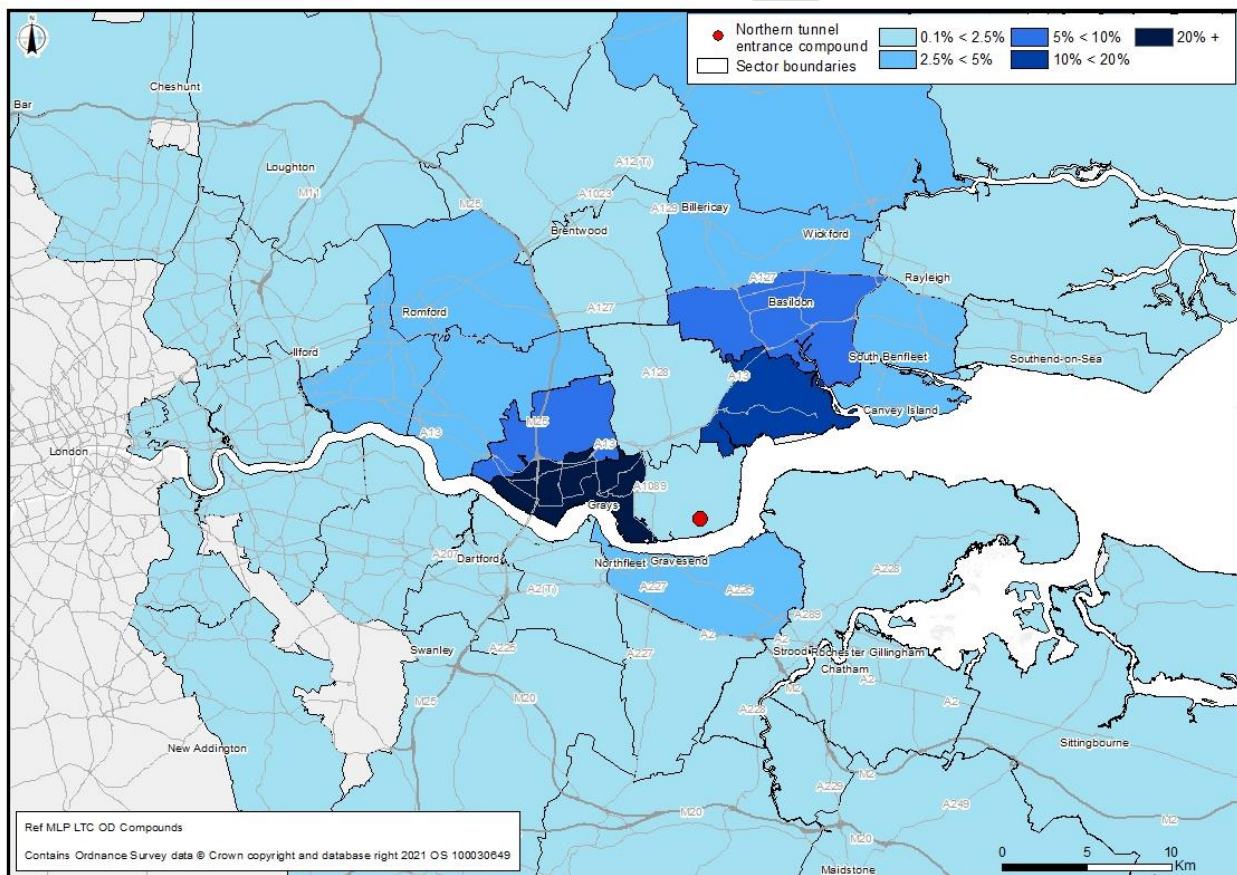 N
Northern tunnel
entrance compound
Sector boundaries
0.1% < 2.5%
2.5% < 5%
5% < 10%
10% < 20%
20% +
Bar
Cheshunt
Loughton
M11
M25
A12(T)
A1023
A129
Billericay
Brentwood
Wickford
A127
A127
Rayleigh
Basildon
Romford
Ilford
A128
A13
South Benfleet
Southend-on-Sea
Canvey Island
M25
A13
A13
London
A1089
Grays
Dartford
Northfleet
Gravesend
A2(T)
A227
A226
A228
A289
A2
A2
Swanley
A225
A227
Strood
Rochester
Gillingham
Chatham
A2
A2
M2
A228
M25
M20
New Addington
Sittingbourne
A229
M2
A249
M2
M20
M20
Maidstone
Ref MLP LTC OD Compounds
Contains Ordnance Survey data © Crown copyright and database right 2021 OS 100030649
0 5 10
Km